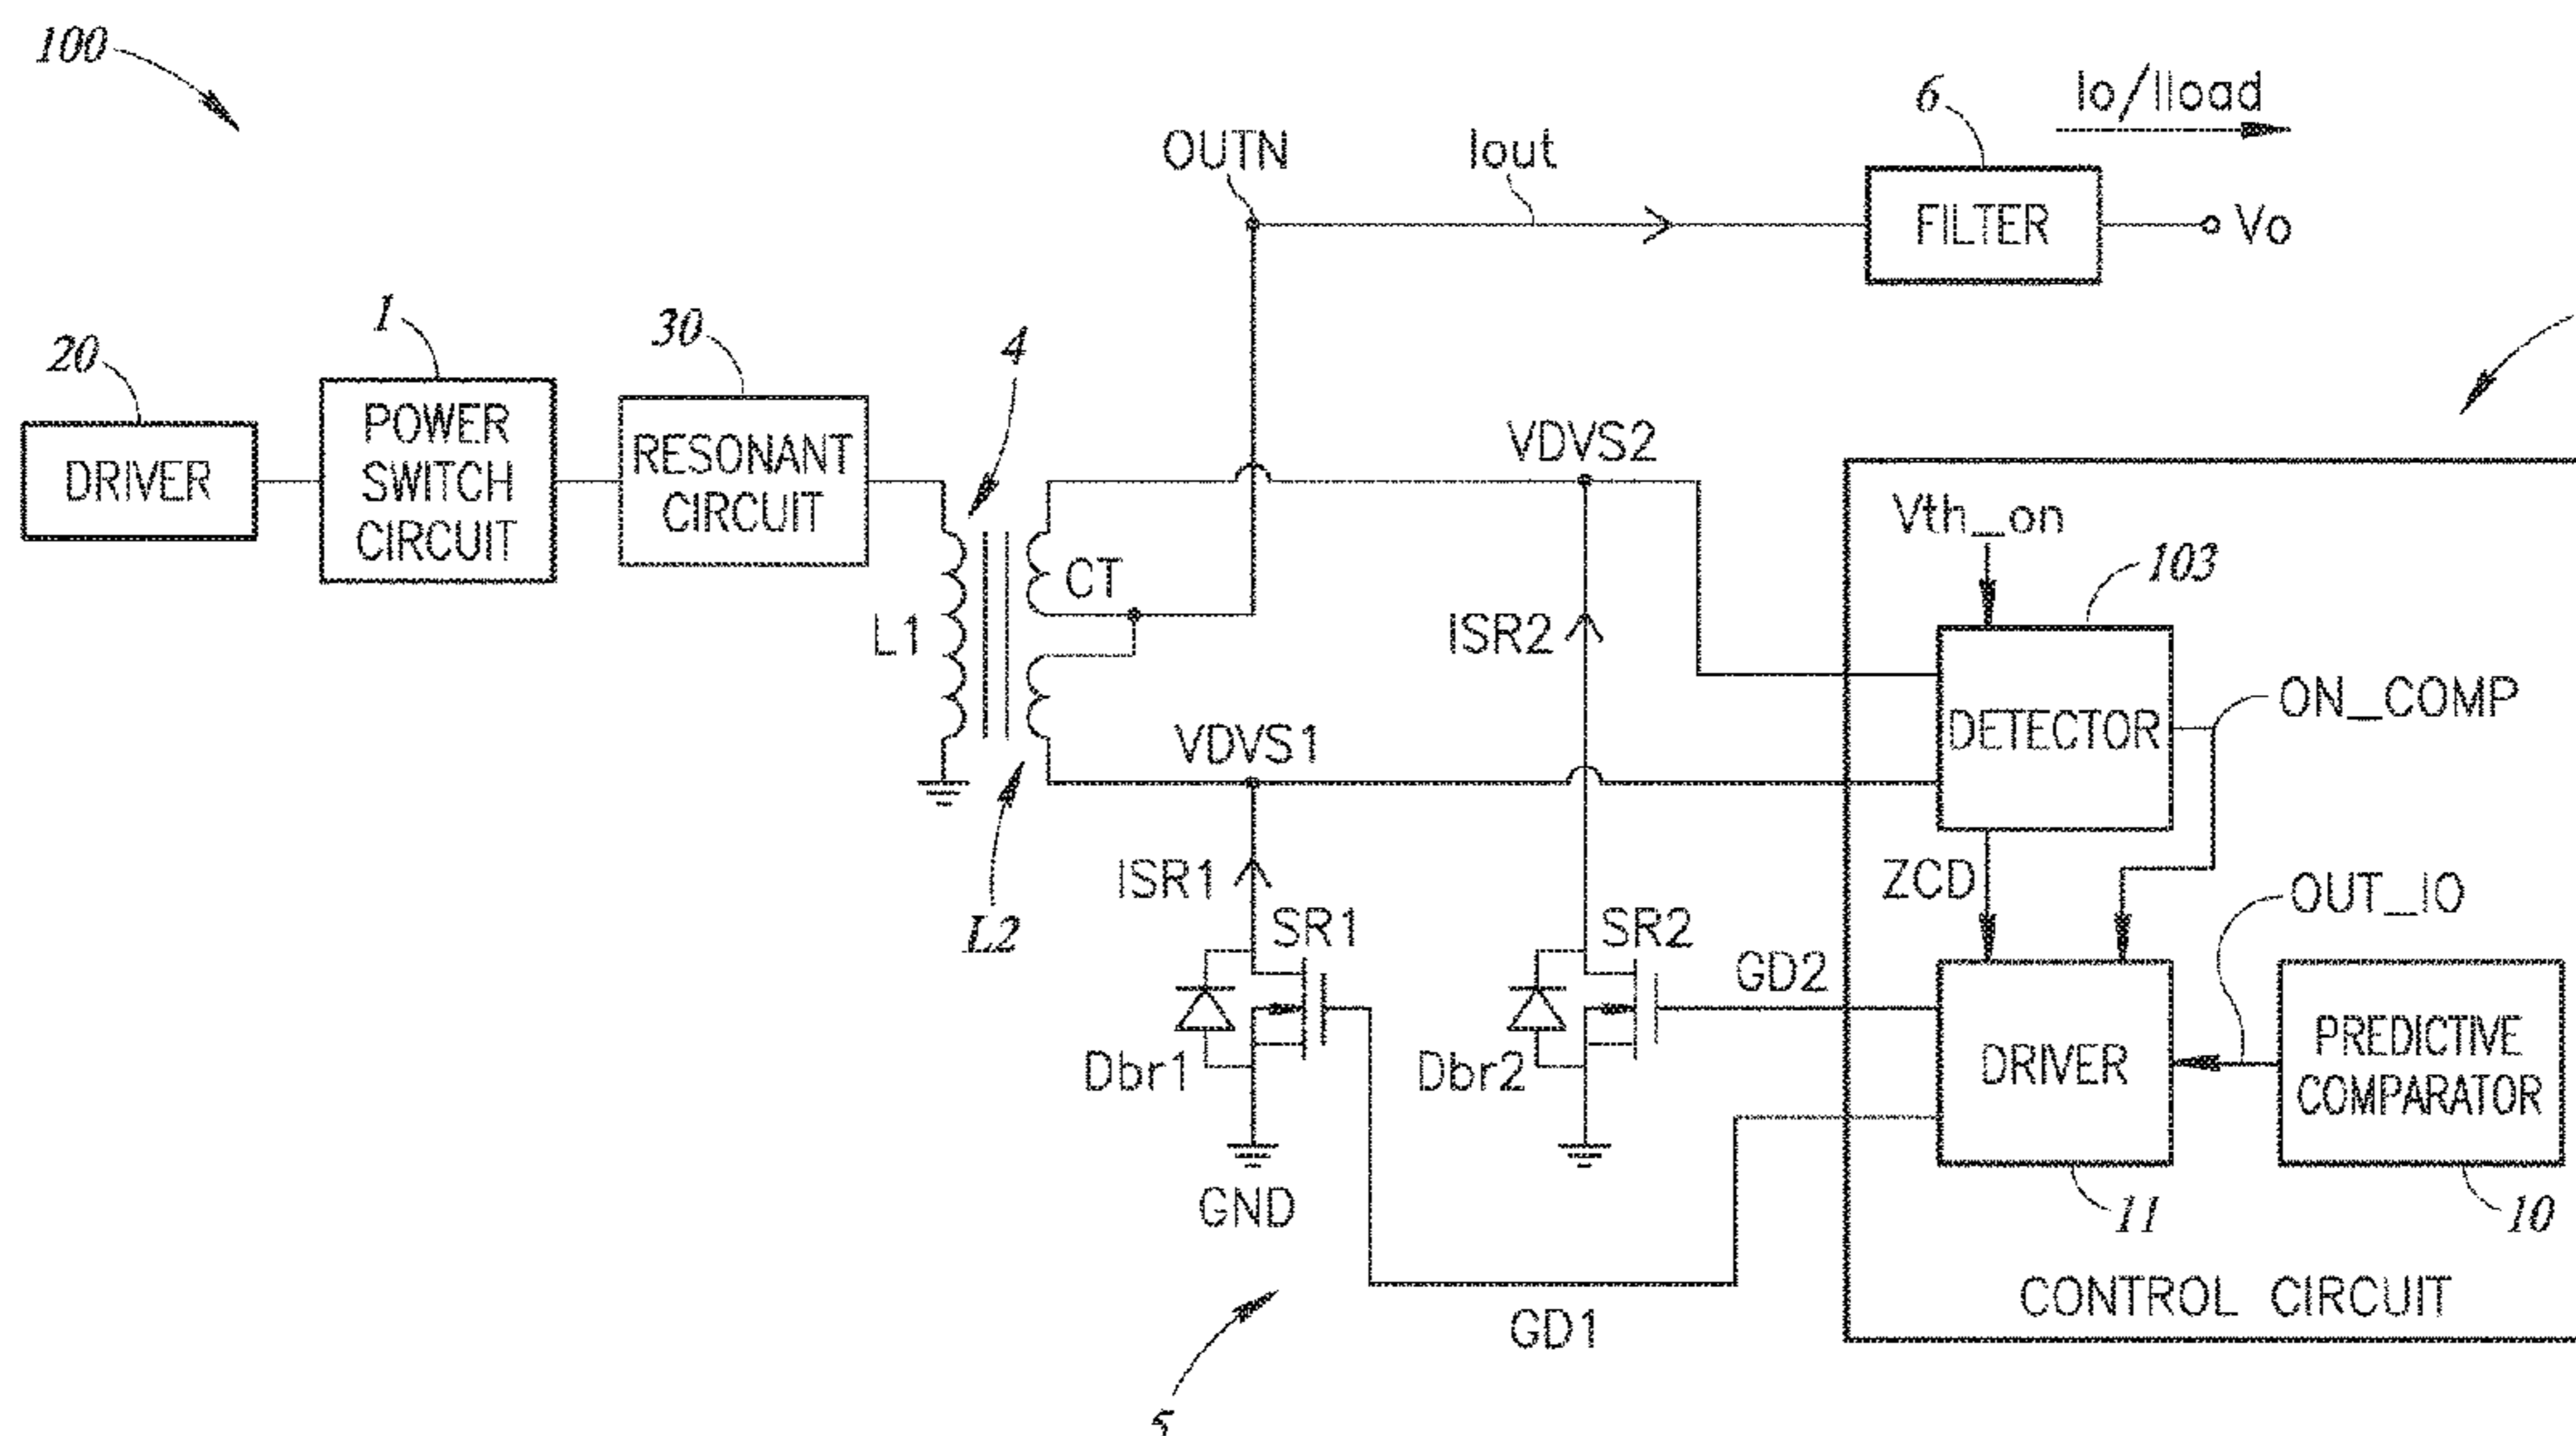 100
Io/Iload
6
OUTN
Iout
FILTER
Vo
1
30
4
20
POWER
SWITCH
CIRCUIT
DRIVER
RESONANT
CIRCUIT
VDVS2
Vth_on
103
CT
L1
ISR2
ON_COMP
DETECTOR
VDVS1
ISR1
ZCD
OUT_IO
L2
SR1
SR2
GD2
PREDICTIVE
COMPARATOR
DRIVER
Dbr1
Dbr2
GND
11
10
CONTROL CIRCUIT
GD1
5